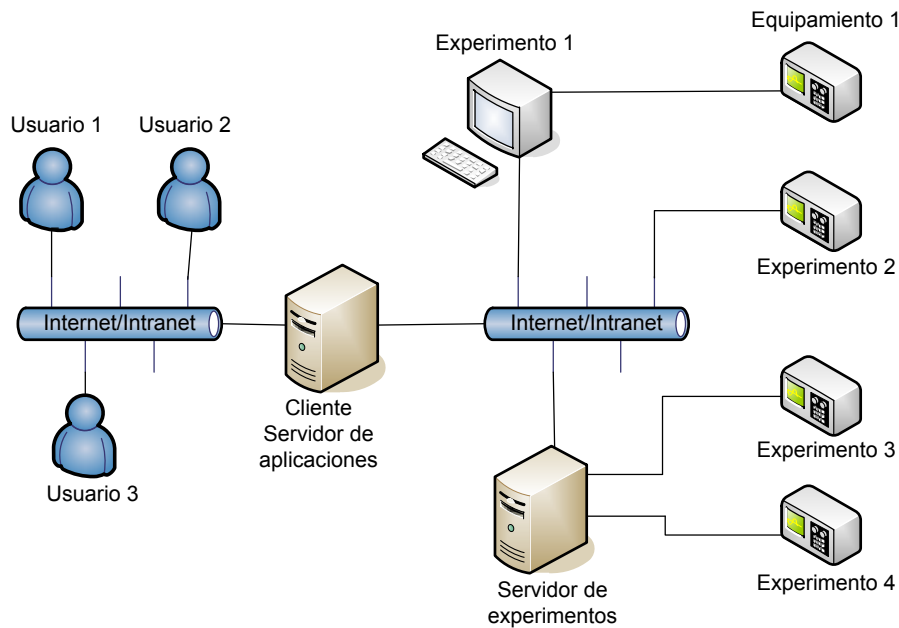 Equipamiento 1
Experimento 1
Usuario 1
Usuario 2
Experimento 2
Internet/Intranet
Internet/Intranet
Cliente
Servidor de
aplicaciones
Experimento 3
Usuario 3
Experimento 4
Servidor de
experimentos